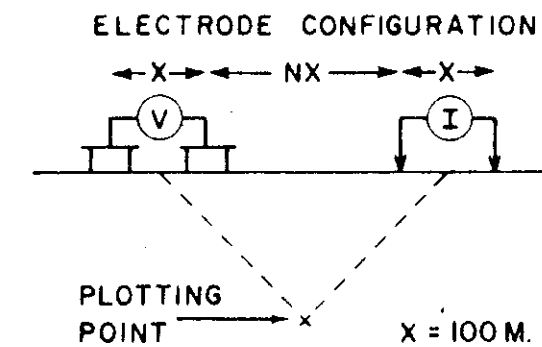 ELECTRODE CONFIGURATION
X NX X
V I
PLOTTING
POINT x X = 100 M.